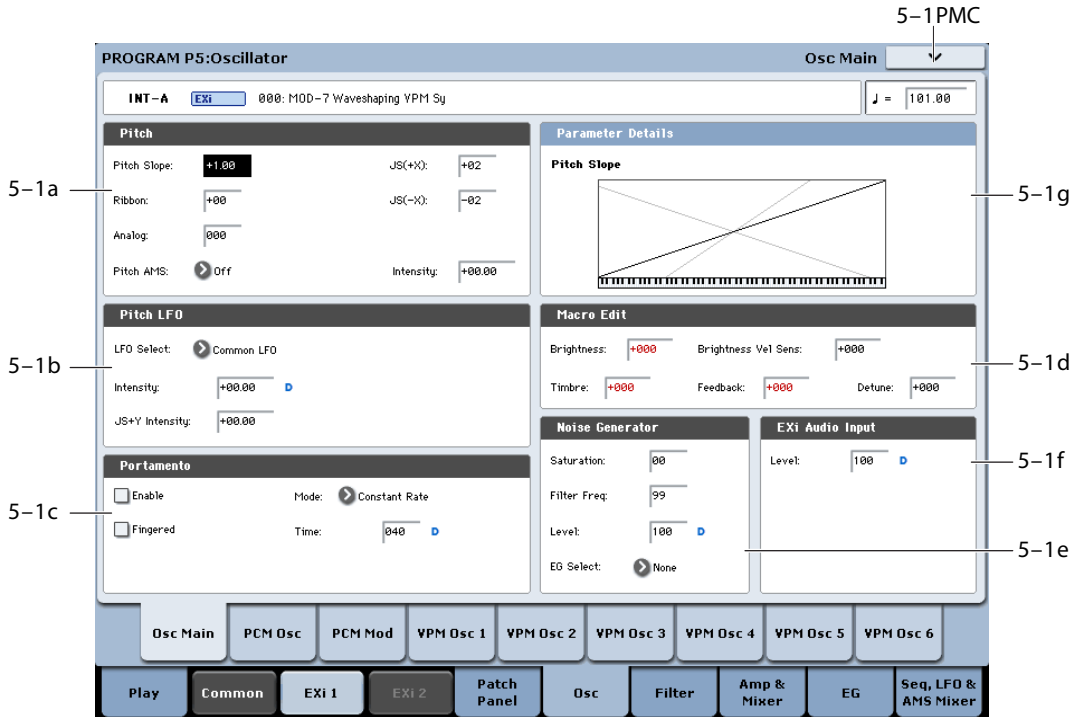 5–1PMC
PROGRAM P5:Oscillator
Osc Main
INT–A
EXi
000: MOD–7 Waveshaping VPM Sy
♩ = 101.00
Pitch
Pitch Slope: +1.00
JS(+X): +02
Ribbon: +00
JS(–X): –02
Analog: 000
Pitch AMS: Off
Intensity: +00.00
5–1a
Parameter Details
Pitch Slope
5–1g
Pitch LFO
LFO Select: Common LFO
Intensity: +00.00 D
JS+Y Intensity: +00.00
5–1b
Macro Edit
Brightness: +000
Brightness Vel Sens: +000
Timbre: +000
Feedback: +000
Detune: +000
5–1d
Portamento
Enable
Mode: Constant Rate
Fingered
Time: 040 D
5–1c
Noise Generator
Saturation: 00
Filter Freq: 99
Level: 100 D
EG Select: None
5–1e
EXi Audio Input
Level: 100 D
5–1f
Osc Main
PCM Osc
PCM Mod
VPM Osc 1
VPM Osc 2
VPM Osc 3
VPM Osc 4
VPM Osc 5
VPM Osc 6
Play
Common
EXi 1
EXi 2
Patch
Panel
Osc
Filter
Amp &
Mixer
EG
Seq, LFO &
AMS Mixer